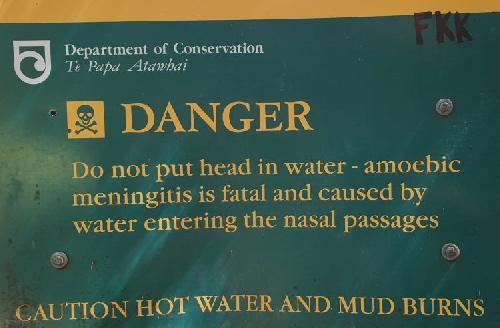 FKK
Department of Conservation
Te Papa Atawhai
DANGER
Do not put head in water - amoebic
meningitis is fatal and caused by
water entering the nasal passages
CAUTION HOT WATER AND MUD BURNS